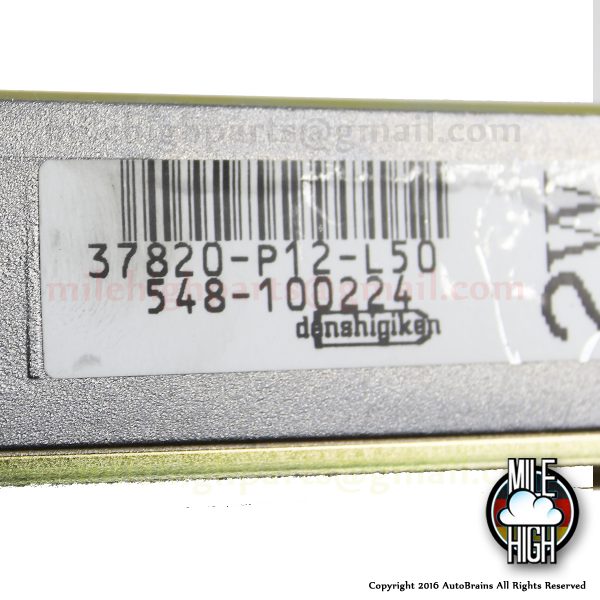 milehighparts@gmail.com
37820-P12-L50
milehighparts@gmail.com
548-100224
denshigiken
milehighparts@gmail.com
MILE
HIGH
Copyright 2016 AutoBrains All Rights Reserved